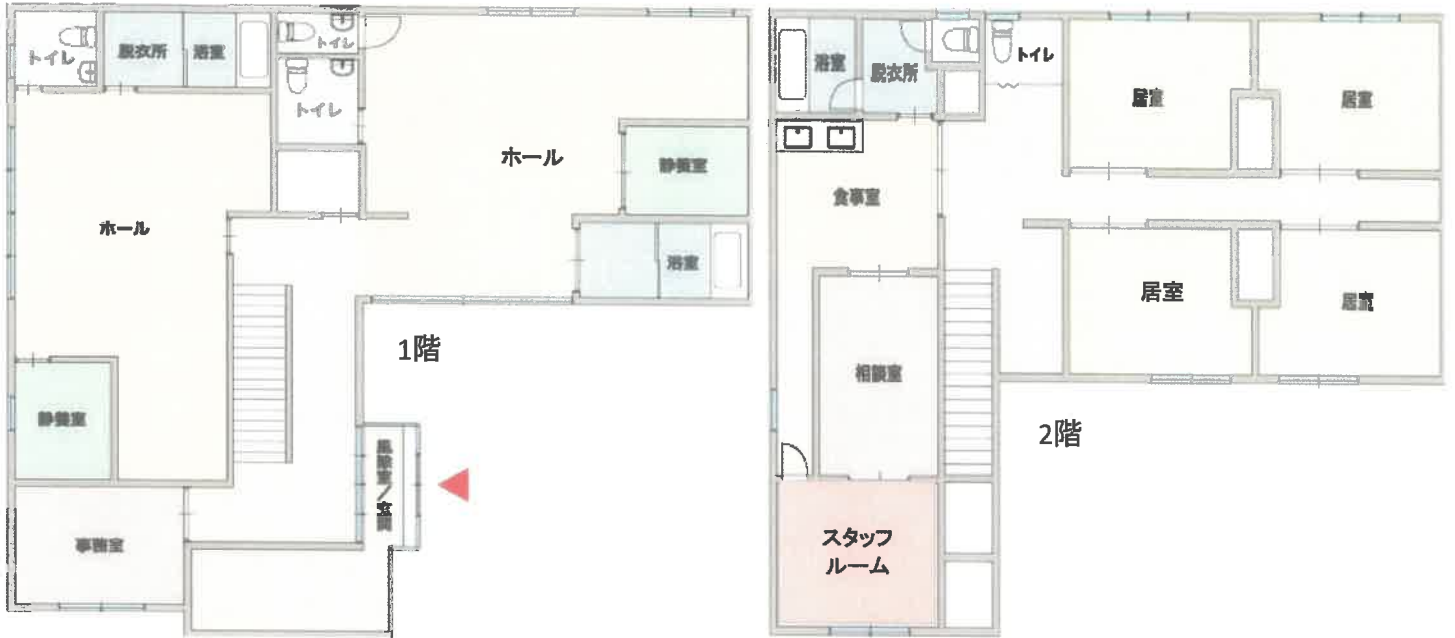 トイレ
脱衣所
浴室
トイレ
トイレ
ホール
静養室
ホール
浴室
静養室
1階
風除室/玄関
事務室
浴室
脱衣所
トイレ
居室
居室
食事室
居室
居室
相談室
2階
スタッフ
ルーム